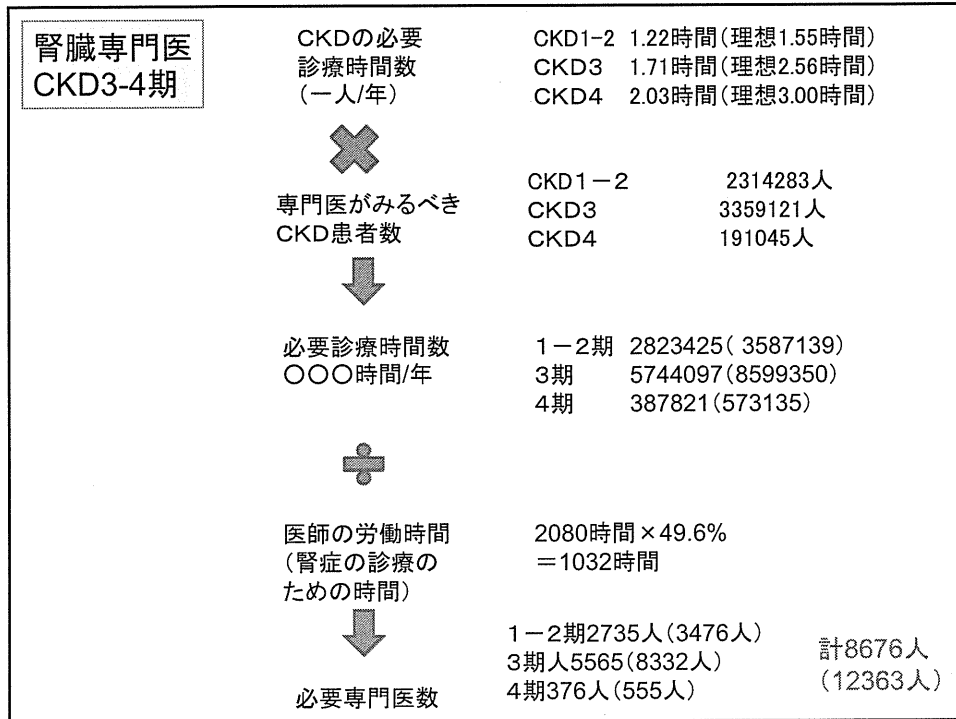 腎臓専門医
CKD3-4期
CKDの必要
診療時間数
（一人/年）
CKD1-2 1.22時間（理想1.55時間）
CKD3 1.71時間（理想2.56時間）
CKD4 2.03時間（理想3.00時間）
専門医がみるべき
CKD患者数
CKD1－2 2314283人
CKD3 3359121人
CKD4 191045人
必要診療時間数
〇〇〇時間/年
1－2期 2823425( 3587139)
3期 5744097(8599350)
4期 387821(573135)
医師の労働時間
（腎症の診療の
ための時間）
2080時間×49.6%
＝1032時間
必要専門医数
1－2期2735人(3476人)
3期人5565(8332人)
4期376人(555人)
計8676人
(12363人)